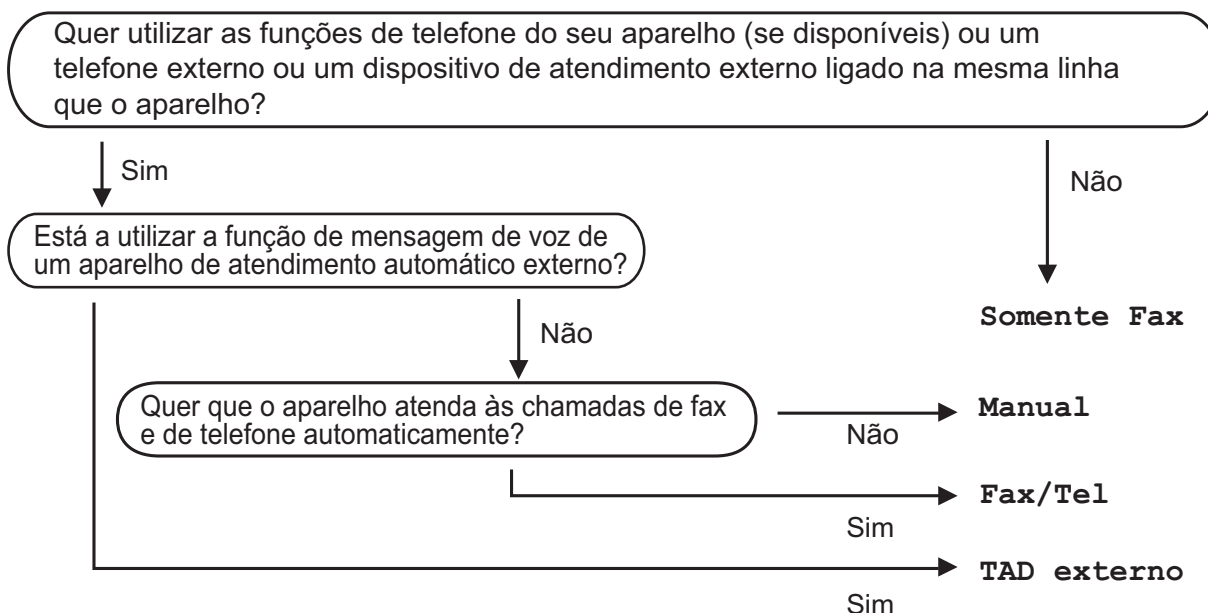 Quer utilizar as funções de telefone do seu aparelho (se disponíveis) ou um
telefone externo ou um dispositivo de atendimento externo ligado na mesma linha
que o aparelho?
Sim
Não
Está a utilizar a função de mensagem de voz de
um aparelho de atendimento automático externo?
Não
Somente Fax
Quer que o aparelho atenda às chamadas de fax
e de telefone automaticamente?
Não
Manual
Sim
Fax/Tel
Sim
TAD externo